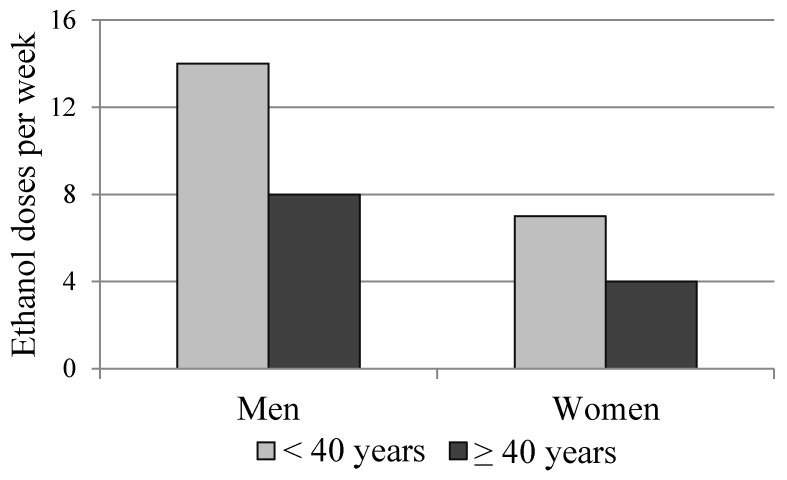 Ethanol doses per week
16
12
8
4
0
Men
Women
< 40 years
≥ 40 years